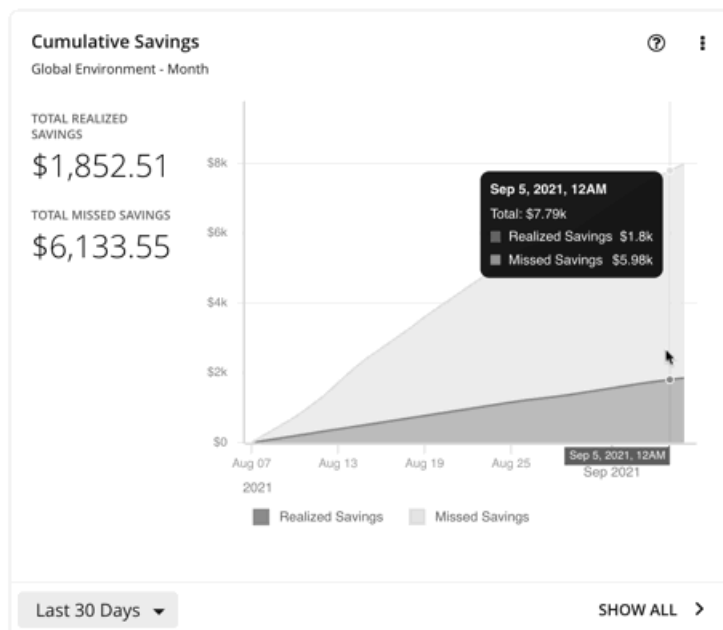 Cumulative Savings
Global Environment - Month
TOTAL REALIZED
SAVINGS
$1,852.51
TOTAL MISSED SAVINGS
$6,133.55
$8k
$6k
$4k
$2k
$0
Sep 5, 2021, 12AM
Total: $7.79k
Realized Savings $1.8k
Missed Savings $5.98k
Aug 07
Aug 13
Aug 19
Aug 25
Sep 5, 2021, 12AM
2021
Sep 2021
Realized Savings
Missed Savings
Last 30 Days
SHOW ALL